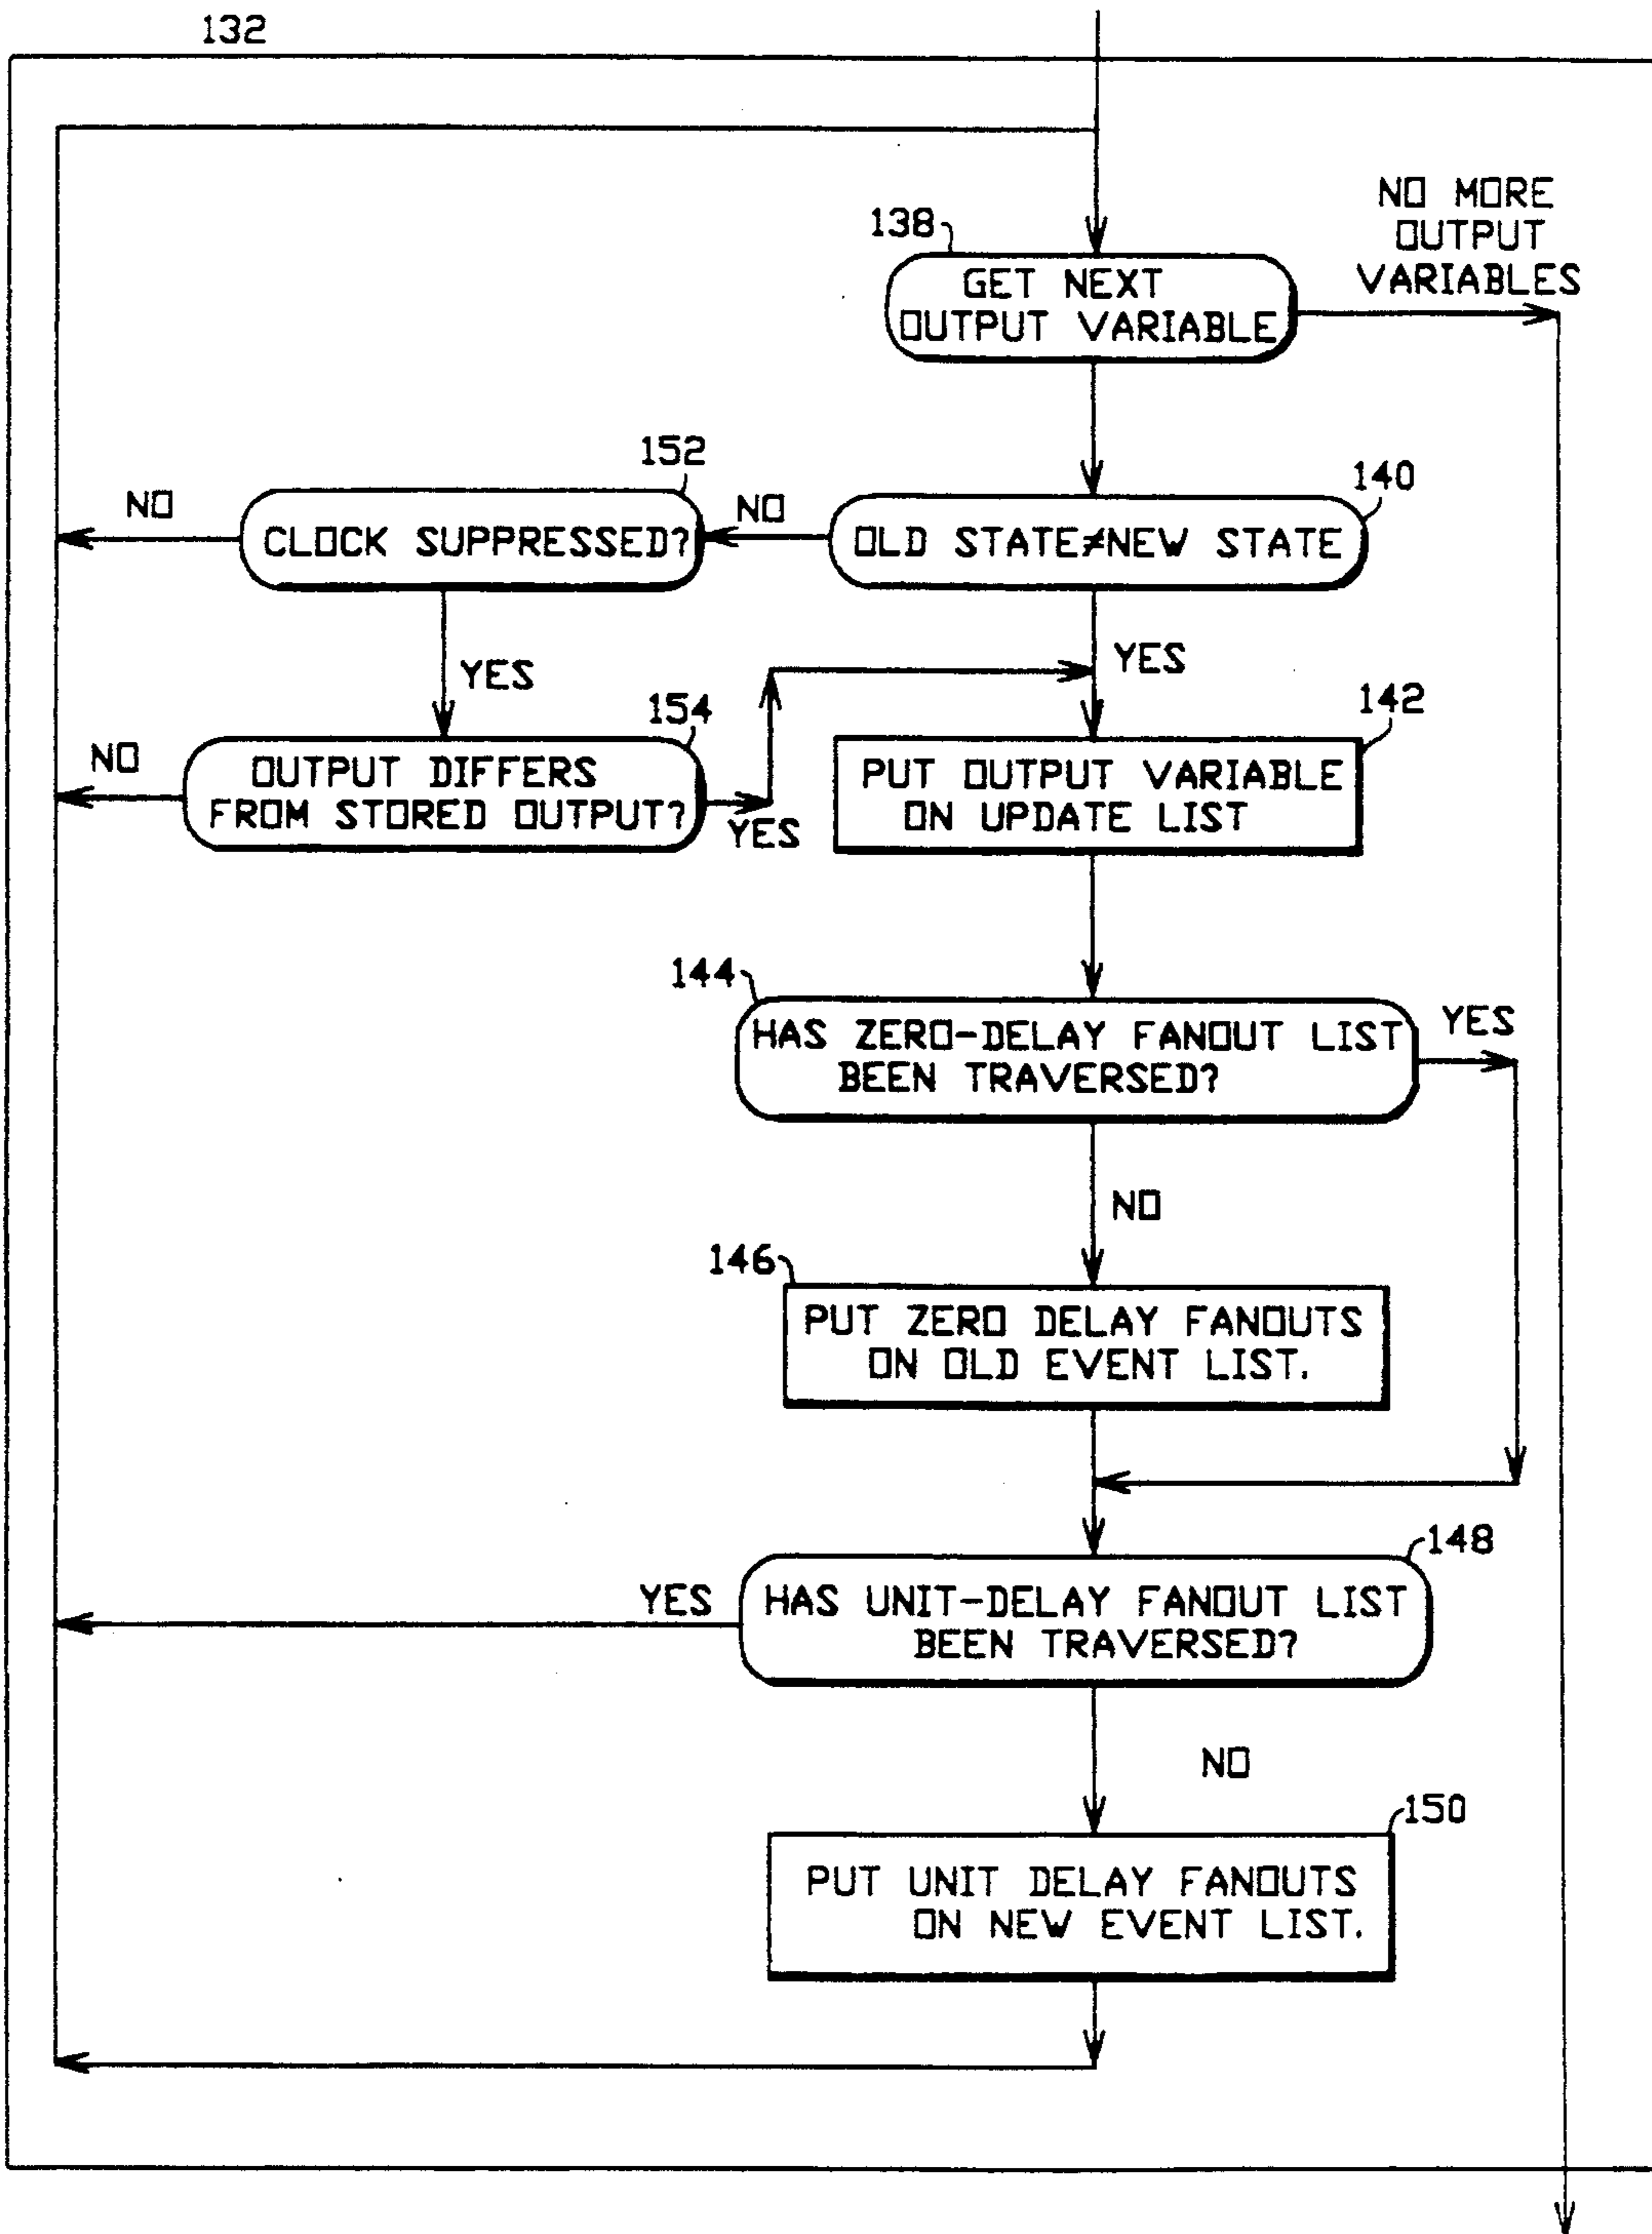 132
NO MORE
OUTPUT
VARIABLES
138
GET NEXT
OUTPUT VARIABLE
152
140
NO
CLOCK SUPPRESSED?
NO
OLD STATE≠NEW STATE
YES
YES
154
142
NO
OUTPUT DIFFERS
FROM STORED OUTPUT?
YES
PUT OUTPUT VARIABLE
ON UPDATE LIST
144
HAS ZERO-DELAY FANOUT LIST
BEEN TRAVERSED?
YES
NO
146
PUT ZERO DELAY FANOUTS
ON OLD EVENT LIST.
148
YES
HAS UNIT-DELAY FANOUT LIST
BEEN TRAVERSED?
NO
150
PUT UNIT DELAY FANOUTS
ON NEW EVENT LIST.